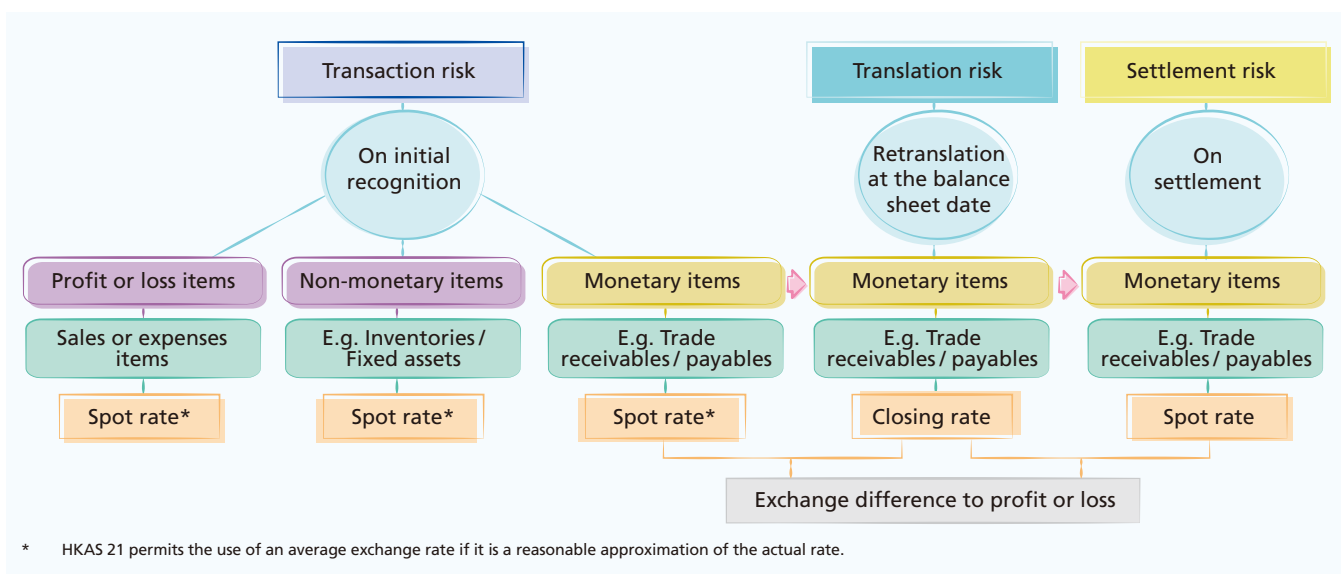 Transaction risk
Translation risk
Settlement risk
On initial
recognition
Retranslation
at the balance
sheet date
On
settlement
Profit or loss items
Non-monetary items
Monetary items
Monetary items
Monetary items
Sales or expenses
items
E.g. Inventories /
Fixed assets
E.g. Trade
receivables / payables
E.g. Trade
receivables / payables
E.g. Trade
receivables / payables
Spot rate*
Spot rate*
Spot rate*
Closing rate
Spot rate
Exchange difference to profit or loss
* HKAS 21 permits the use of an average exchange rate if it is a reasonable approximation of the actual rate.